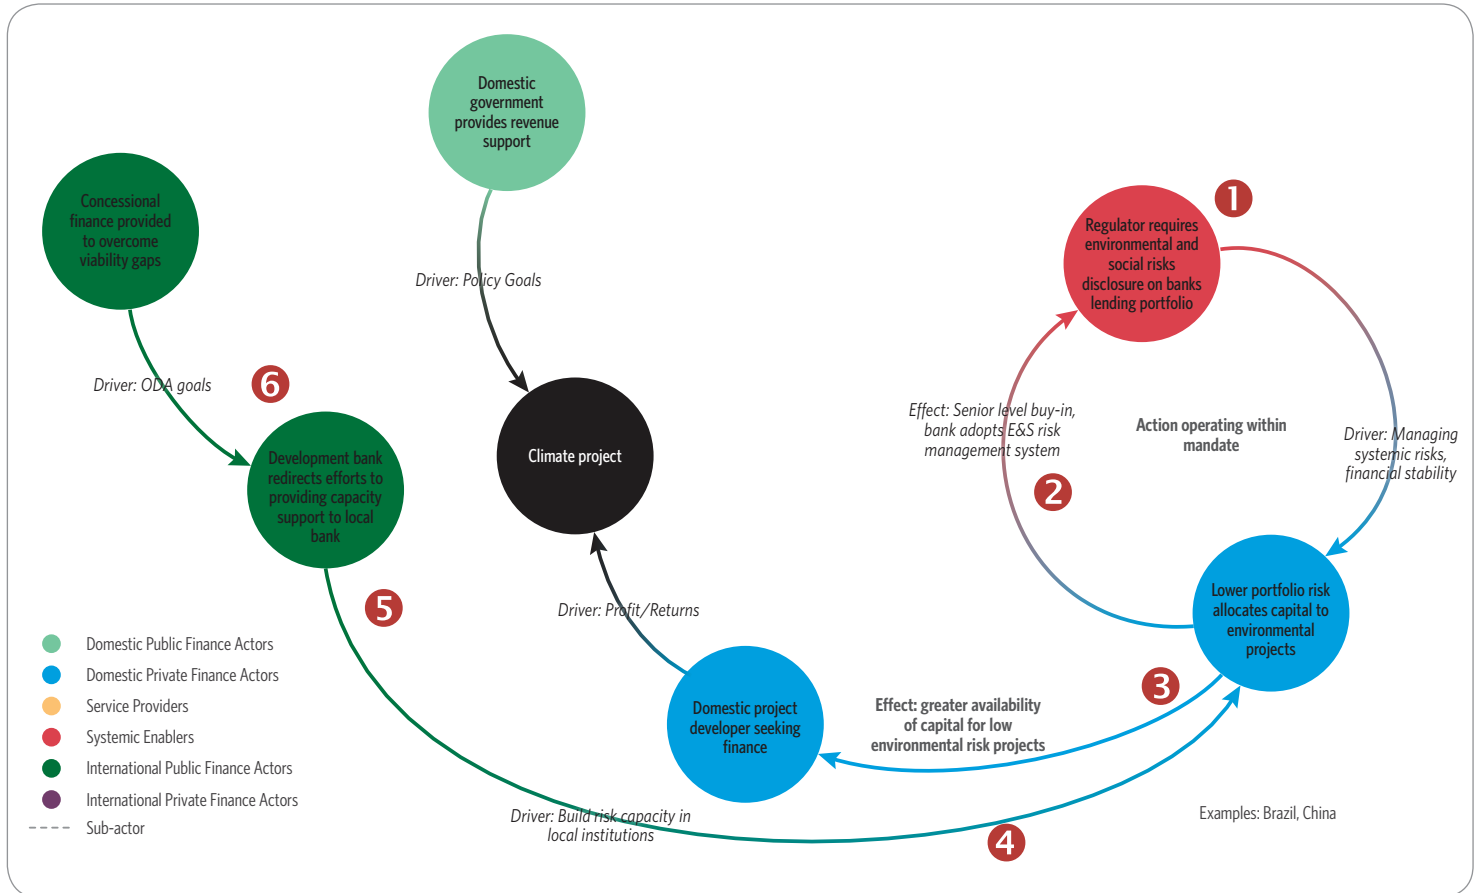 Domestic
government
provides revenue
support
Concessional
finance provided
to overcome
viability gaps
Driver: Policy Goals
Driver: ODA goals
6
Development bank
redirects efforts to
providing capacity
support to local
bank
5
Climate project
Driver: Profit/Returns
Domestic project
developer seeking
finance
1
Regulator requires
environmental and
social risks
disclosure on banks
lending portfolio
Effect: Senior level buy-in,
bank adopts E&S risk
management system
2
Action operating within
mandate
Driver: Managing
systemic risks,
financial stability
Lower portfolio risk
allocates capital to
environmental
projects
3
Effect: greater availability
of capital for low
environmental risk projects
Driver: Build risk capacity in
local institutions
4
Examples: Brazil, China
Domestic Public Finance Actors
Domestic Private Finance Actors
Service Providers
Systemic Enablers
International Public Finance Actors
International Private Finance Actors
Sub-actor